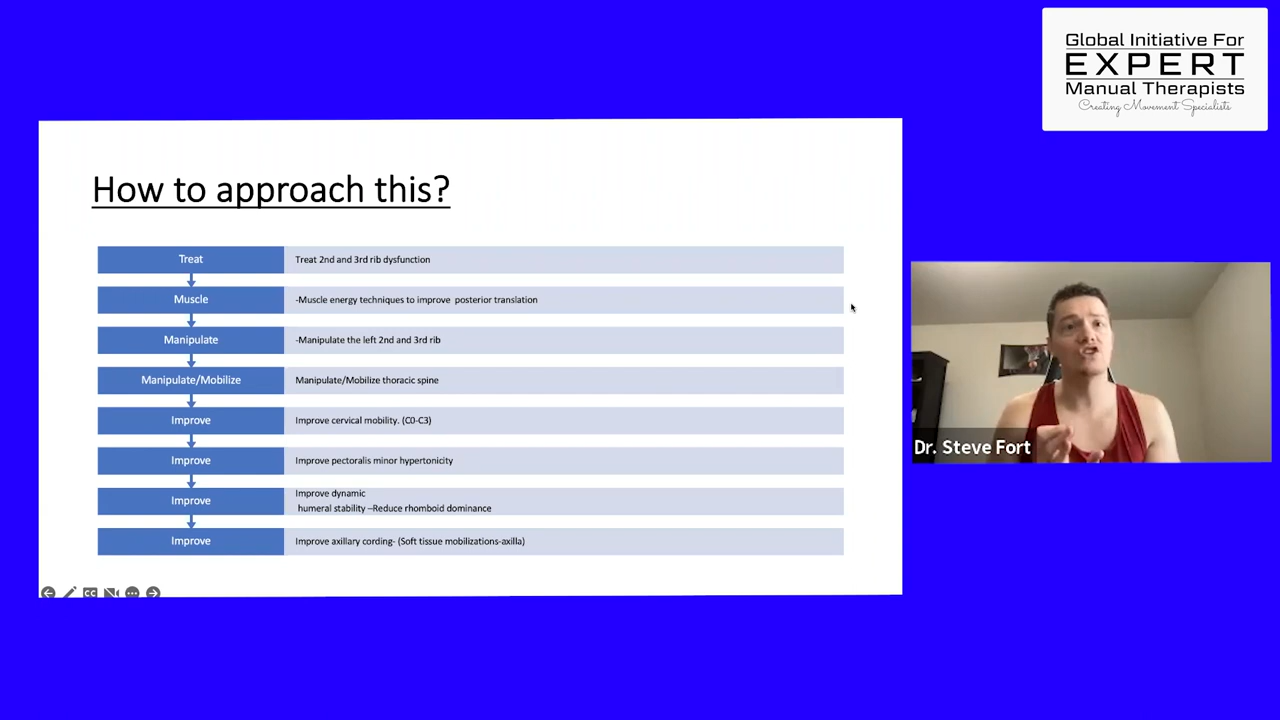 Global Initiative For
EXPERT
Manual Therapists
Creating Movement Specialists
How to approach this?
Treat
Treat 2nd and 3rd rib dysfunction
Muscle
-Muscle energy techniques to improve posterior translation
Manipulate
-Manipulate the left 2nd and 3rd rib
Manipulate/Mobilize
Manipulate/Mobilize thoracic spine
Improve
Improve cervical mobility. (C0-C3)
Improve
Improve pectoralis minor hypertonicity
Improve
Improve dynamic
humeral stability –Reduce rhomboid dominance
Improve
Improve axillary cording- (Soft tissue mobilizations-axilla)
CC
Dr. Steve Fort